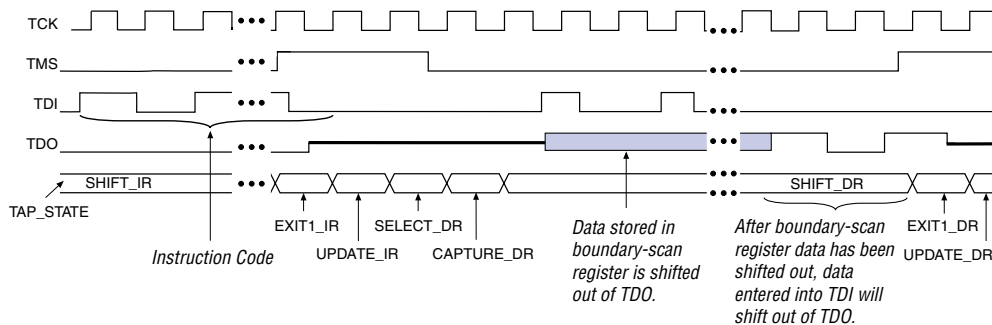 TCK
TMS
TDI
TDO
SHIFT_IR
SHIFT_DR
TAP_STATE
EXIT1_IR
SELECT_DR
UPDATE_IR
CAPTURE_DR
EXIT1_DR
UPDATE_DR
Instruction Code
Data stored in
boundary-scan
register is shifted
out of TDO.
After boundary-scan
register data has been
shifted out, data
entered into TDI will
shift out of TDO.